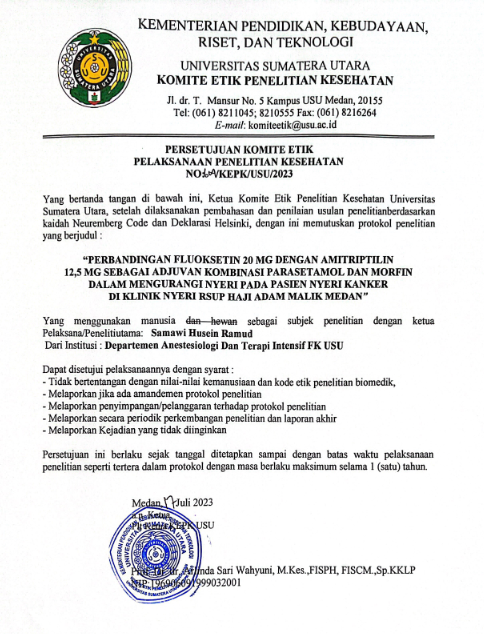 KEMENTERIAN PENDIDIKAN, KEBUDAYAAN,
RISET, DAN TEKNOLOGI
UNIVERSITAS SUMATERA UTARA
KOMITE ETIK PENELITIAN KESEHATAN
Jl. dr. T. Mansur No. 5 Kampus USU Medan, 20155
Tel: (061) 8211045; 8210555 Fax: (061) 8216264
E-mail: komiteetik@usu.ac.id
PERSETUJUAN KOMITE ETIK
PELAKSANAAN PENELITIAN KESEHATAN
NO /KEPK/USU/2023
Yang bertanda tangan di bawah ini, Ketua Komite Etik Penelitian Kesehatan Universitas
Sumatera Utara, setelah dilaksanakan pembahasan dan penilaian usulan penelitianberdasarkan
kaidah Neuremberg Code dan Deklarasi Helsinki, dengan ini memutuskan protokol penelitian
yang berjudul :
“PERBANDINGAN FLUOKSETIN 20 MG DENGAN AMITRIPTILIN
12,5 MG SEBAGAI ADJUVAN KOMBINASI PARASETAMOL DAN MORFIN
DALAM MENGURANGI NYERI PADA PASIEN NYERI KANKER
DI KLINIK NYERI RSUP HAJI ADAM MALIK MEDAN”
Yang menggunakan manusia dan hewan sebagai subjek penelitian dengan ketua
Pelaksana/Penelitiutama: Samawi Husein Ramud
Dari Institusi : Departemen Anestesiologi Dan Terapi Intensif FK USU
Dapat disetujui pelaksanaannya dengan syarat :
- Tidak bertentangan dengan nilai-nilai kemanusiaan dan kode etik penelitian biomedik,
- Melaporkan jika ada amandemen protokol penelitian
- Melaporkan penyimpangan/pelanggaran terhadap protokol penelitian
- Melaporkan secara periodik perkembangan penelitian dan laporan akhir
- Melaporkan Kejadian yang tidak diinginkan
Persetujuan ini berlaku sejak tanggal ditetapkan sampai dengan batas waktu pelaksanaan
penelitian seperti tertera dalam protokol dengan masa berlaku maksimum selama 1 (satu) tahun.
Medan, Juli 2023
KEPK USU
Sari Wahyuni, M.Kes.,FISPH, FISCM.,Sp.KKLP
NIP 196906091999032001